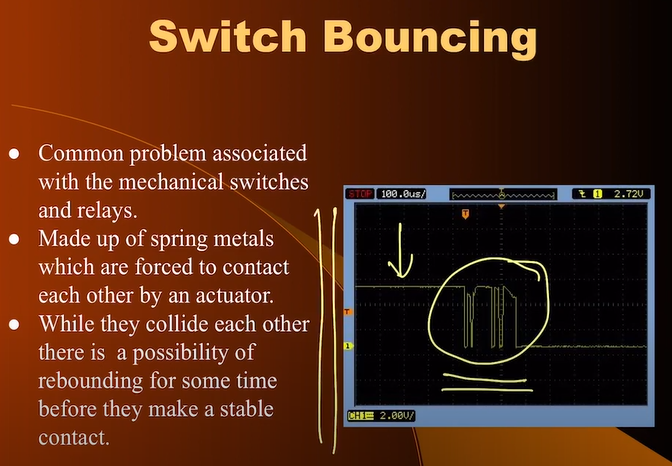 Switch Bouncing
● Common problem associated
with the mechanical switches
and relays.
● Made up of spring metals
which are forced to contact
each other by an actuator.
● While they collide each other
there is a possibility of
rebounding for some time
before they make a stable
contact.
STOP 100.0us/ 1 2.72V
T
T
1
CH1 2.00V/